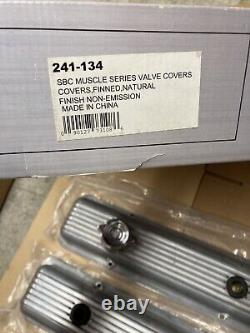 241-134
SBC MUSCLE SERIES VALVE COVERS
COVERS,FINNED,NATURAL
FINISH NON-EMISSION
MADE IN CHINA